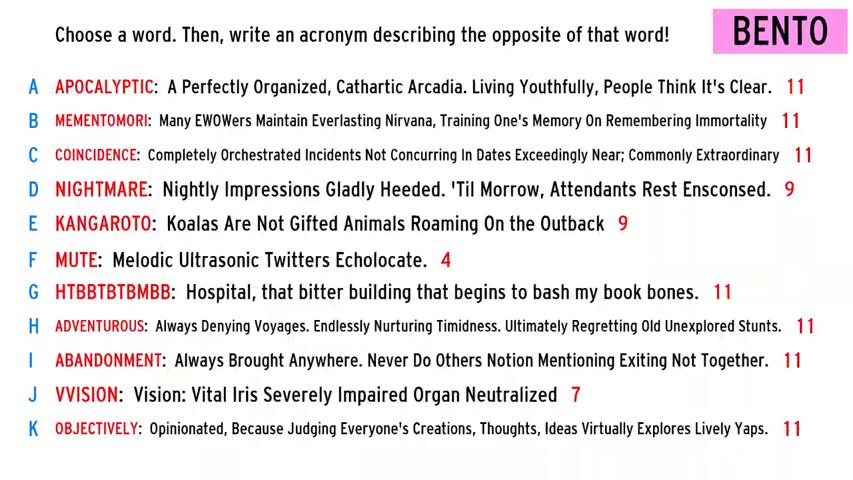 Choose a word. Then, write an acronym describing the opposite of that word!
BENTO
A APOCALYPTIC: A Perfectly Organized, Cathartic Arcadia. Living Youthfully, People Think It's Clear. 11
B MEMENTOMORI: Many EWOWers Maintain Everlasting Nirvana, Training One's Memory On Remembering Immortality 11
C COINCIDENCE: Completely Orchestrated Incidents Not Concurring In Dates Exceedingly Near; Commonly Extraordinary 11
D NIGHTMARE: Nightly Impressions Gladly Heeded. 'Til Morrow, Attendants Rest Ensconsed. 9
E KANGAROTO: Koalas Are Not Gifted Animals Roaming On the Outback 9
F MUTE: Melodic Ultrasonic Twitters Echolocate. 4
G HTBBTBTBMBB: Hospital, that bitter building that begins to bash my book bones. 11
H ADVENTUROUS: Always Denying Voyages. Endlessly Nurturing Timidness. Ultimately Regretting Old Unexplored Stunts. 11
I ABANDONMENT: Always Brought Anywhere. Never Do Others Notion Mentioning Exiting Not Together. 11
J VVISION: Vision: Vital Iris Severely Impaired Organ Neutralized 7
K OBJECTIVELY: Opinionated, Because Judging Everyone's Creations, Thoughts, Ideas Virtually Explores Lively Yaps. 11